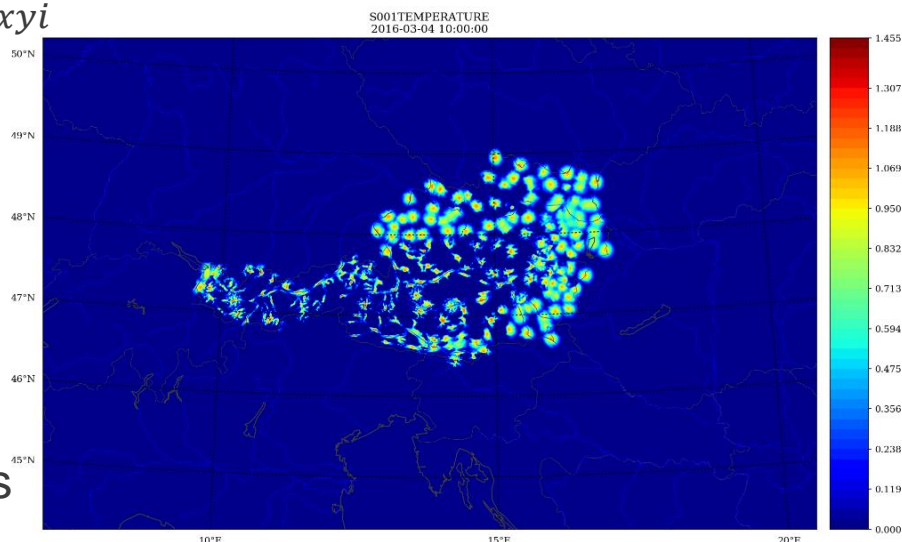 xyi
S001TEMPERATURE
2016-03-04 10:00:00
50°N
49°N
48°N
47°N
46°N
45°N
10°E
15°E
20°E
1.455
1.307
1.188
1.069
0.950
0.832
0.713
0.594
0.475
0.356
0.238
0.119
0.000
s